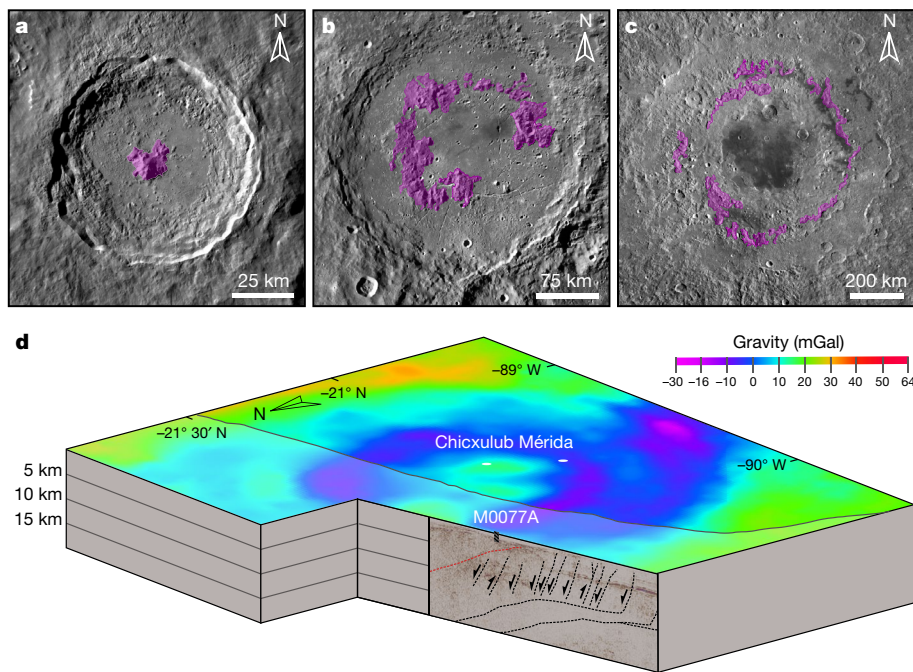 a
N
25 km
b
N
75 km
c
N
200 km
d
Gravity (mGal)
–30 –16 –10 0 10 20 30 40 50 64
–89° W
–21° N
N
–21° 30′ N
Chicxulub Mérida
–90° W
5 km
10 km
15 km
M0077A